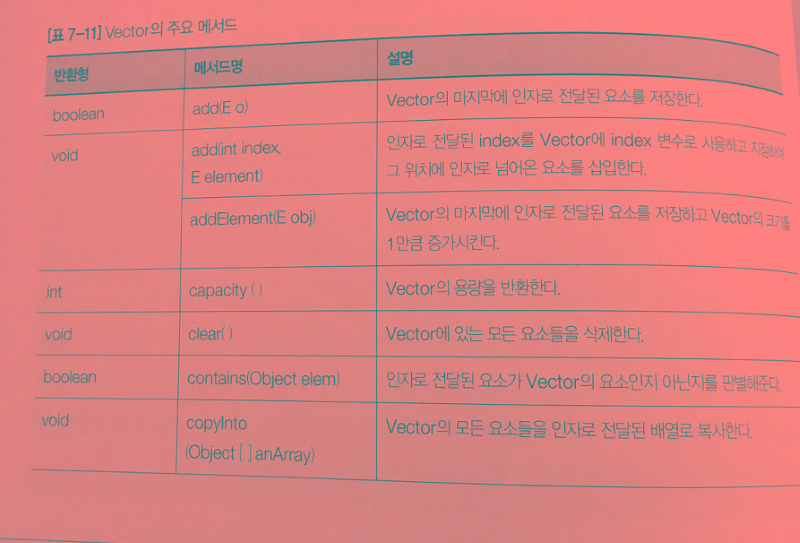 [표 7-11] Vector의 주요 메서드
반환형 메서드명 설명
boolean add(E o) Vector의 마지막에 인자로 전달된 요소를 저장한다.
void add(int index, 인자로 전달된 index를 Vector에 index 변수로 사용하고 지정하여
E element) 그 위치에 인자로 넘어온 요소를 삽입한다.
addElement(E obj) Vector의 마지막에 인자로 전달된 요소를 저장하고 Vector의 크기를
1만큼 증가시킨다.
int capacity ( ) Vector의 용량을 반환한다.
void clear( ) Vector에 있는 모든 요소들을 삭제한다.
boolean contains(Object elem) 인자로 전달된 요소가 Vector의 요소인지 아닌지를 판별해준다.
void copyInto Vector의 모든 요소들을 인자로 전달된 배열로 복사한다.
(Object [ ] anArray)